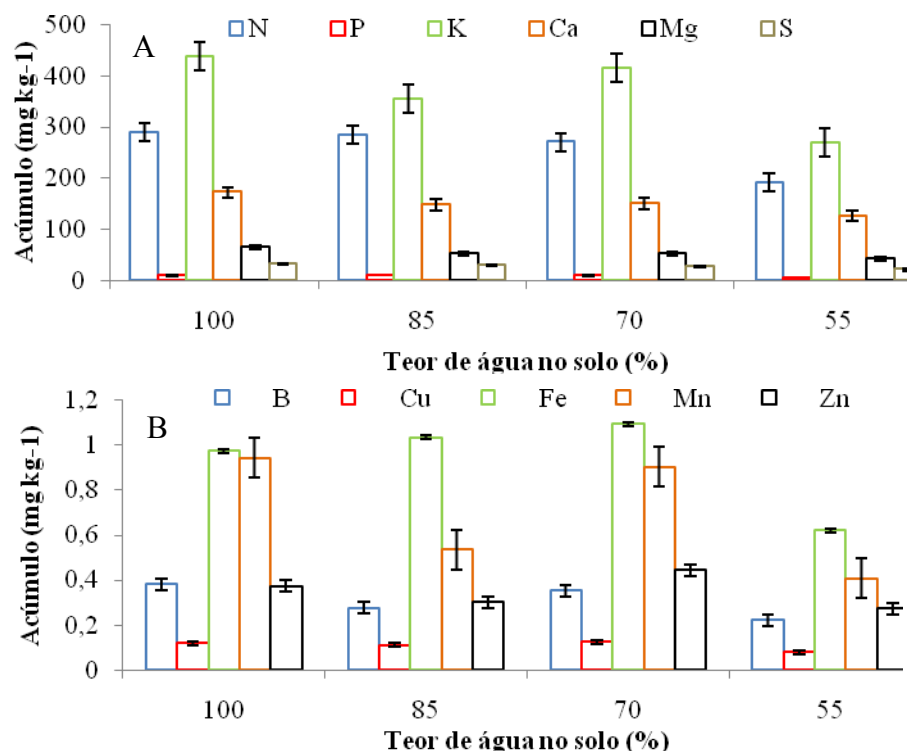 A
N P K Ca Mg S
500
400
300
200
100
0
Acúmulo (mg kg-1)
100 85 70 55
Teor de água no solo (%)
B
B Cu Fe Mn Zn
1,2
1
0,8
0,6
0,4
0,2
0
Acúmulo (mg kg-1)
100 85 70 55
Teor de água no solo (%)